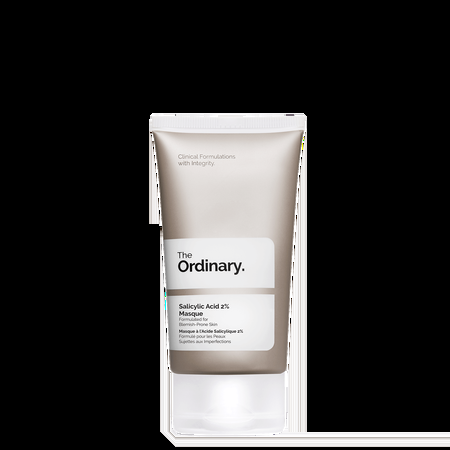 Clinical Formulations
with Integrity.
The
Ordinary.
Salicylic Acid 2%
Masque
Formulated for
Blemish-Prone Skin
Masque à l'Acide Salicylique 2%
Formule pour les Peaux
Sujettes aux Imperfections